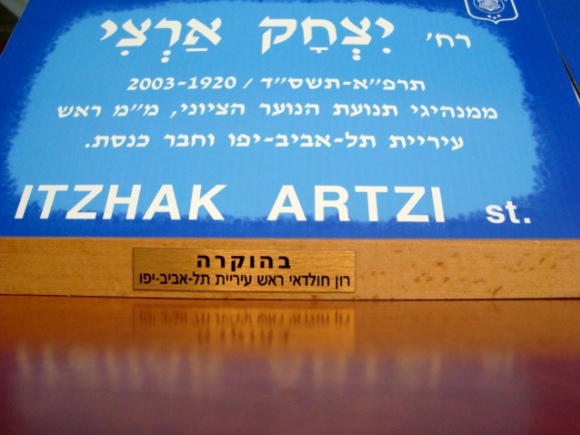 רח' יִצְחָק אַרְצִי
תרפ"א-תשס"ד / 2003-1920
ממנהיגי תנועת הנוער הציוני, מ"מ ראש
עיריית תל-אביב-יפו וחבר כנסת.
ITZHAK ARTZI st.
בהוקרה
רון חולדאי ראש עיריית תל-אביב-יפו